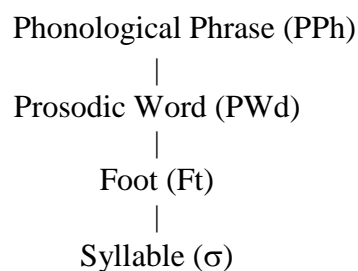 Phonological Phrase (PPh)
|
Prosodic Word (PWd)
|
Foot (Ft)
|
Syllable (σ)